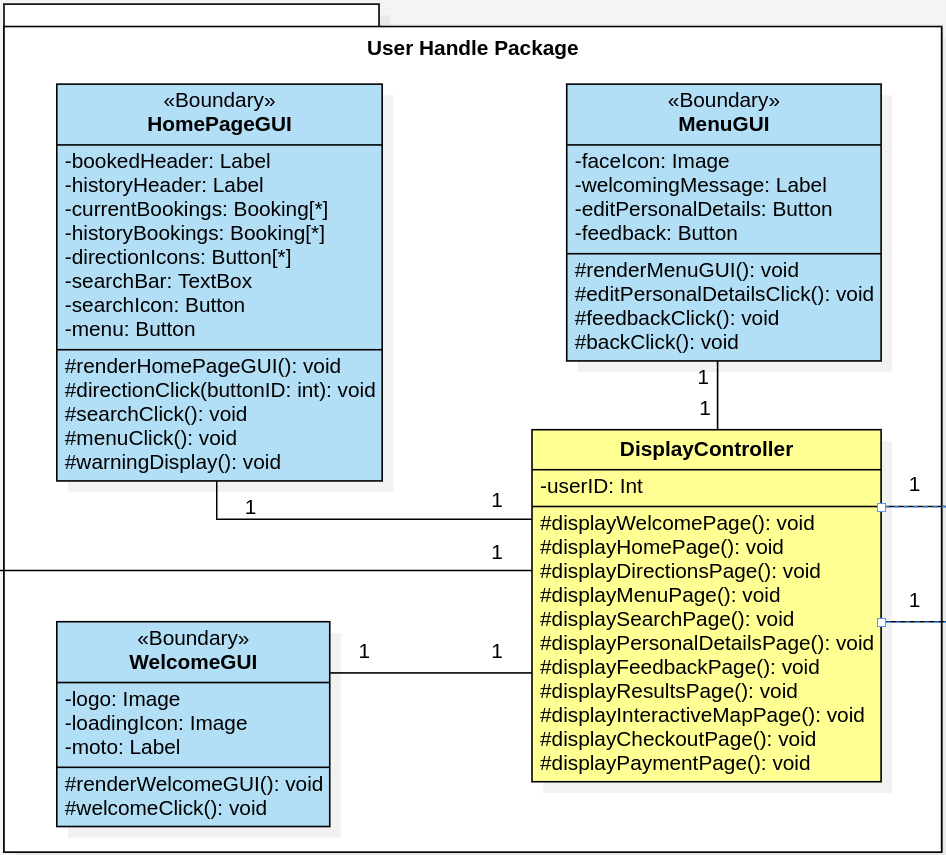 User Handle Package
«Boundary»
HomePageGUI
-bookedHeader: Label
-historyHeader: Label
-currentBookings: Booking[*]
-historyBookings: Booking[*]
-directionIcons: Button[*]
-searchBar: TextBox
-searchIcon: Button
-menu: Button
#renderHomePageGUI(): void
#directionClick(buttonID: int): void
#searchClick(): void
#menuClick(): void
#warningDisplay(): void
«Boundary»
MenuGUI
-faceIcon: Image
-welcomingMessage: Label
-editPersonalDetails: Button
-feedback: Button
#renderMenuGUI(): void
#editPersonalDetailsClick(): void
#feedbackClick(): void
#backClick(): void
1
1
1
1
1
DisplayController
-userID: Int
#displayWelcomePage(): void
#displayHomePage(): void
#displayDirectionsPage(): void
#displayMenuPage(): void
#displaySearchPage(): void
#displayPersonalDetailsPage(): void
#displayFeedbackPage(): void
#displayResultsPage(): void
#displayInteractiveMapPage(): void
#displayCheckoutPage(): void
#displayPaymentPage(): void
1
1
«Boundary»
WelcomeGUI
-logo: Image
-loadingIcon: Image
-moto: Label
#renderWelcomeGUI(): void
#welcomeClick(): void
1
1